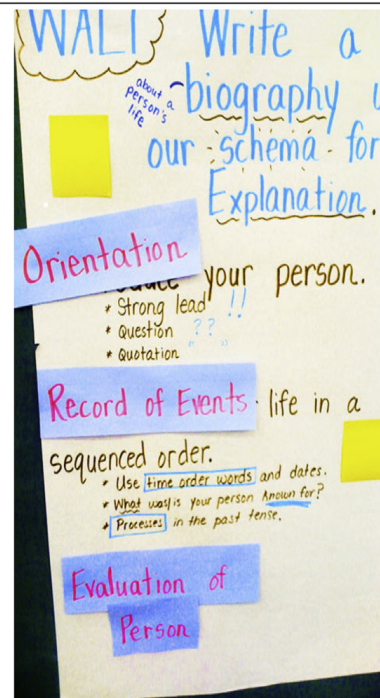 WALT Write a
about a
person's
life
biography
our schema for
Explanation.
Orientation
your person.
* Strong lead !!
* Question ??
* Quotation " "
Record of Events life in a
sequenced order.
* Use time order words and dates.
* What was/is your person known for?
* Processes in the past tense.
Evaluation of
Person